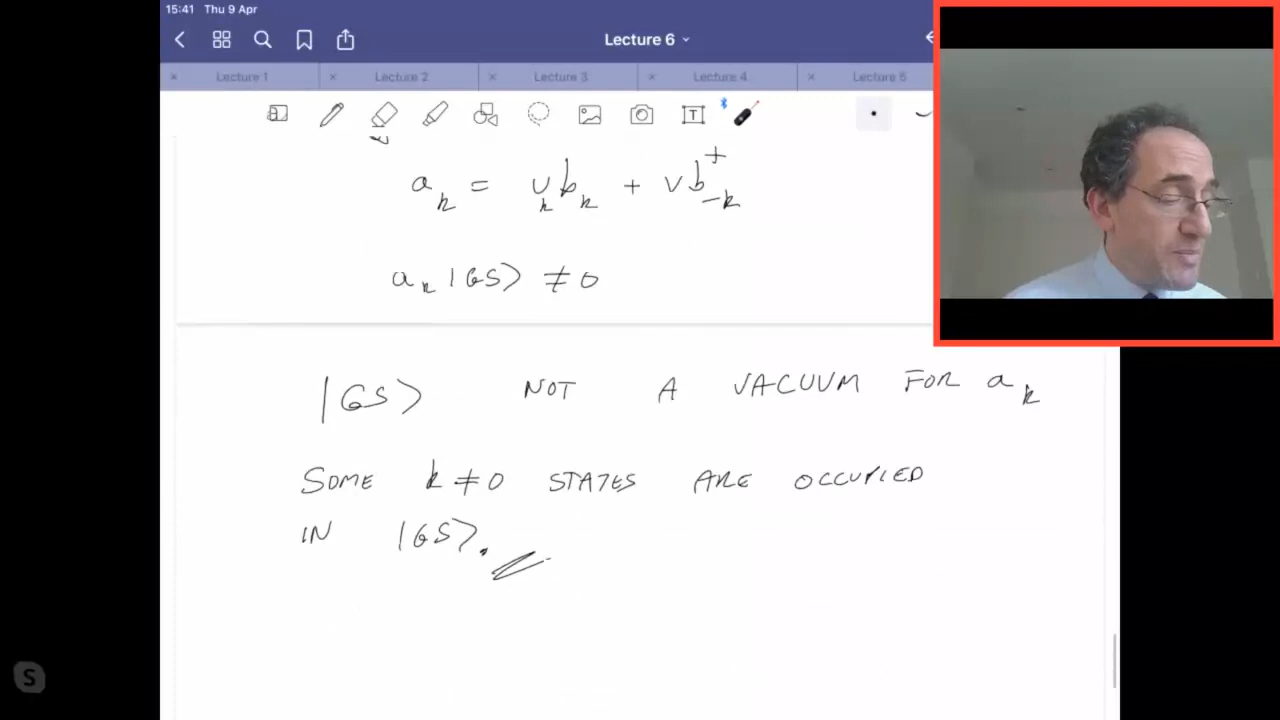 15:41 Thu 9 Apr
Lecture 6
Lecture 1 Lecture 2 Lecture 3 Lecture 4 Lecture 5
T
a_k = u_k b_k + v b_{-k}^+
a_k |GS⟩ ≠ 0
|GS⟩ NOT A VACUUM FOR a_k
SOME k ≠ 0 STATES ARE OCCUPIED
IN |GS⟩.
S